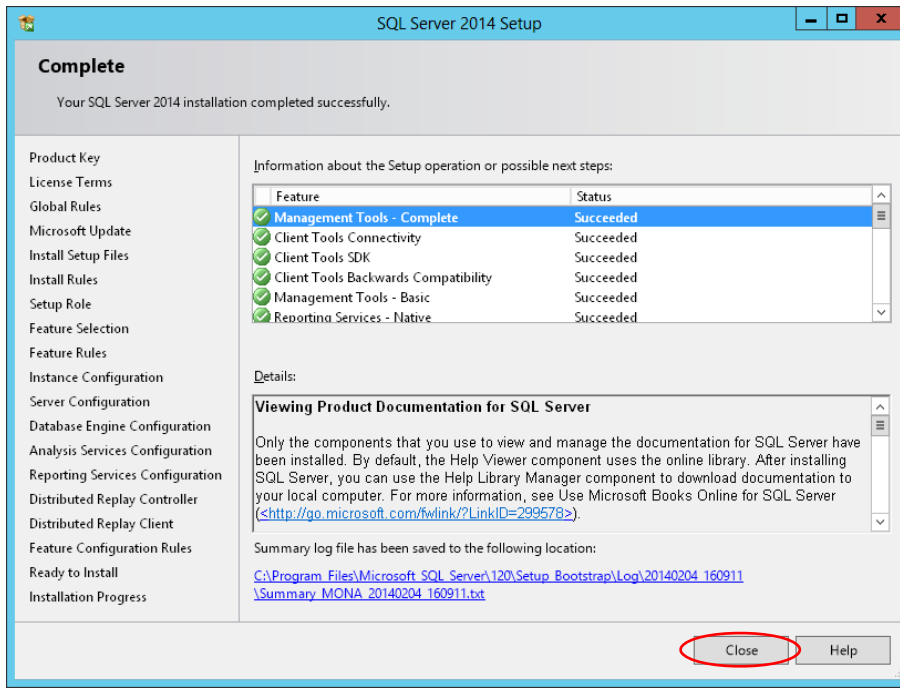 SQL Server 2014 Setup
Complete
Your SQL Server 2014 installation completed successfully.
Product Key
License Terms
Global Rules
Microsoft Update
Install Setup Files
Install Rules
Setup Role
Feature Selection
Feature Rules
Instance Configuration
Server Configuration
Database Engine Configuration
Analysis Services Configuration
Reporting Services Configuration
Distributed Replay Controller
Distributed Replay Client
Feature Configuration Rules
Ready to Install
Installation Progress
Information about the Setup operation or possible next steps:
Feature Status
Management Tools - Complete Succeeded
Client Tools Connectivity Succeeded
Client Tools SDK Succeeded
Client Tools Backwards Compatibility Succeeded
Management Tools - Basic Succeeded
Reporting Services - Native Succeeded
Details:
Viewing Product Documentation for SQL Server
Only the components that you use to view and manage the documentation for SQL Server have
been installed. By default, the Help Viewer component uses the online library. After installing
SQL Server, you can use the Help Library Manager component to download documentation to
your local computer. For more information, see Use Microsoft Books Online for SQL Server
(<http://go.microsoft.com/fwlink/?LinkID=299578>).
Summary log file has been saved to the following location:
C:\Program Files\Microsoft SQL Server\120\Setup Bootstrap\Log\20140204_160911
\Summary_MONA_20140204_160911.txt
Close Help